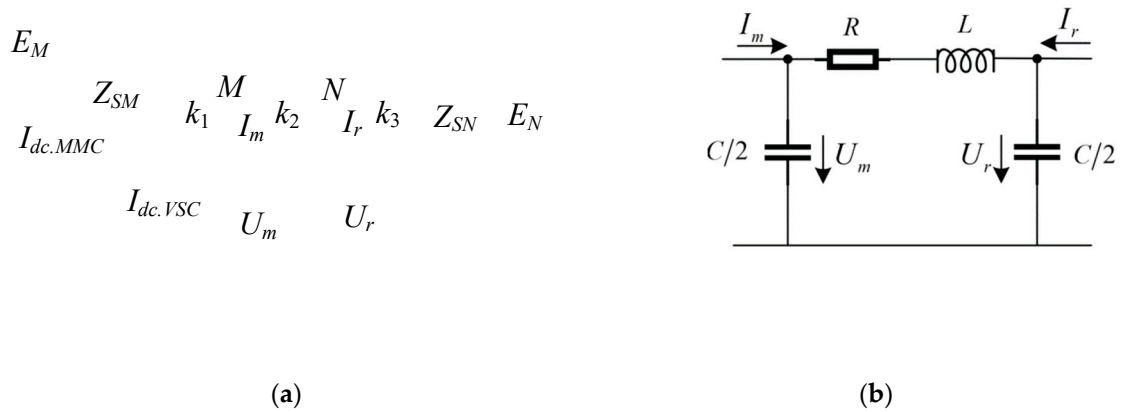 E_M
Z_SM
M
N
k_1
I_m
k_2
I_r
k_3
Z_SN
E_N
I_dc.MMC
I_dc.VSC
U_m
U_r
(a)
I_m
R
L
I_r
C/2
U_m
U_r
C/2
(b)